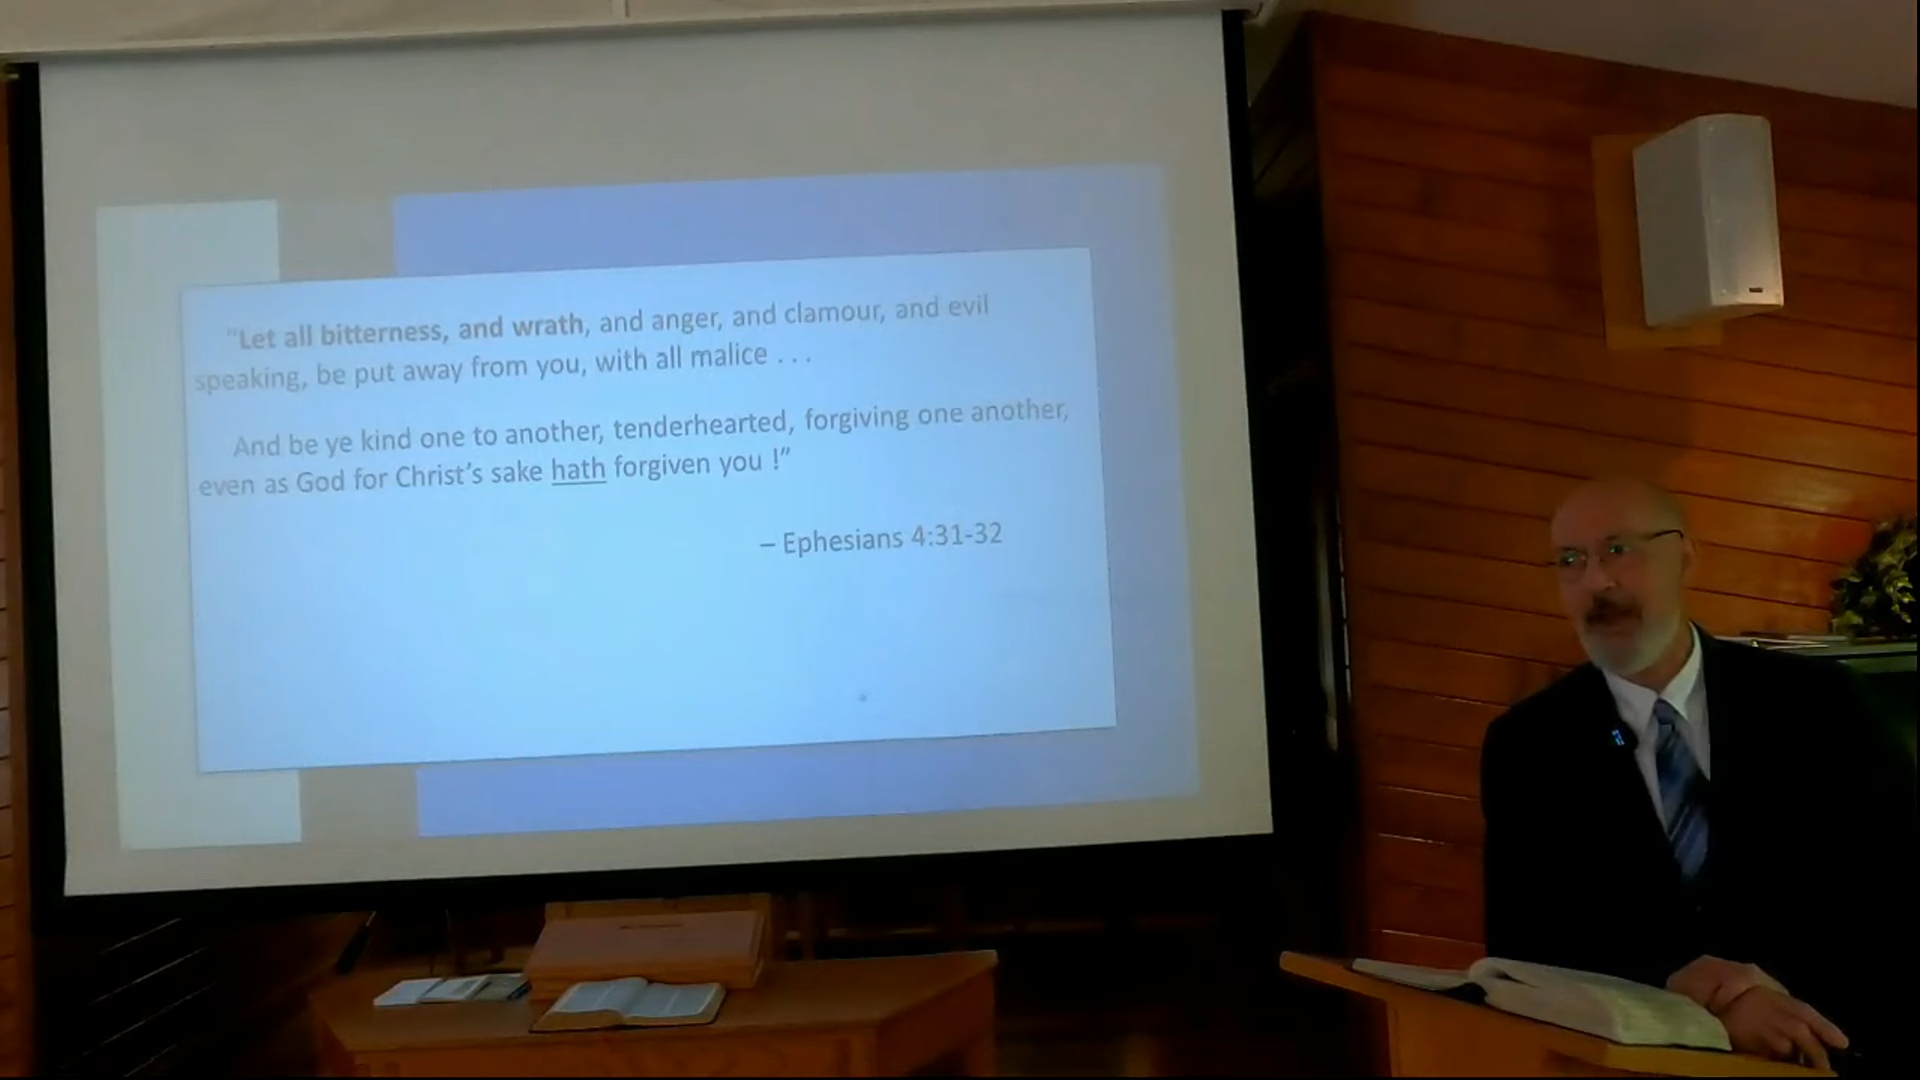 “Let all bitterness, and wrath, and anger, and clamour, and evil
speaking, be put away from you, with all malice . . .
And be ye kind one to another, tenderhearted, forgiving one another,
even as God for Christ’s sake hath forgiven you !”
– Ephesians 4:31-32